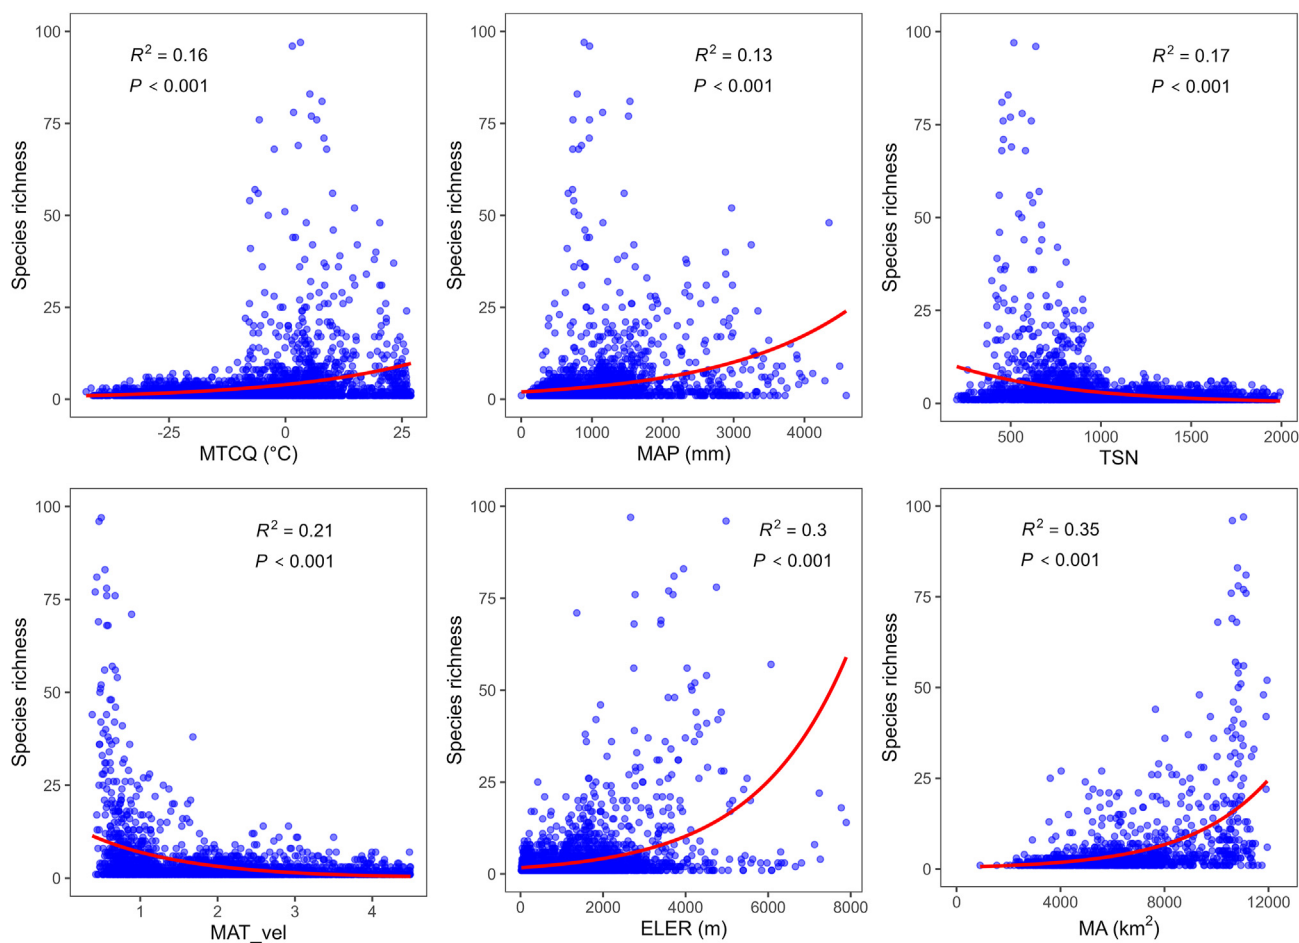 100
75
50
25
0
Species richness
R² = 0.16
P < 0.001
-25 0 25
MTCQ (°C)
100
75
50
25
0
Species richness
R² = 0.13
P < 0.001
0 1000 2000 3000 4000
MAP (mm)
100
75
50
25
0
Species richness
R² = 0.17
P < 0.001
500 1000 1500 2000
TSN
100
75
50
25
0
Species richness
R² = 0.21
P < 0.001
1 2 3 4
MAT_vel
100
75
50
25
0
Species richness
R² = 0.3
P < 0.001
0 2000 4000 6000 8000
ELER (m)
100
75
50
25
0
Species richness
R² = 0.35
P < 0.001
0 4000 8000 12000
MA (km²)